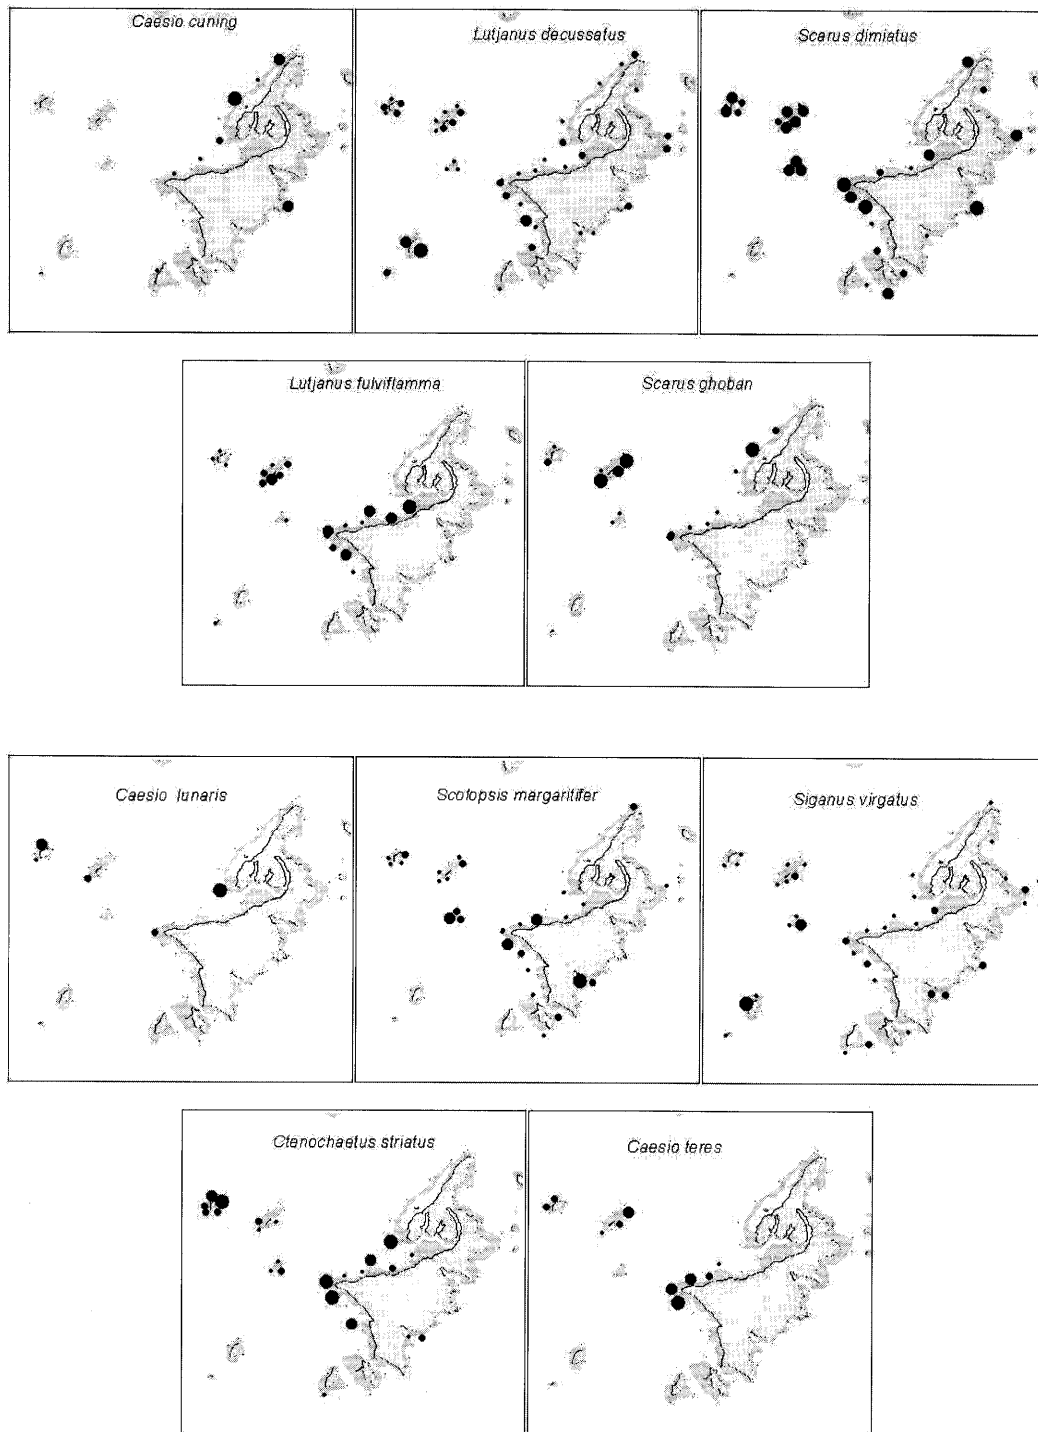 Caesio cuning
Lutjanus decussatus
Scarus dimiatus
Lutjanus fulviflamma
Scarus ghoban
Caesio lunaris
Scolopsis margaritifer
Siganus virgatus
Ctenochaetus striatus
Caesio teres